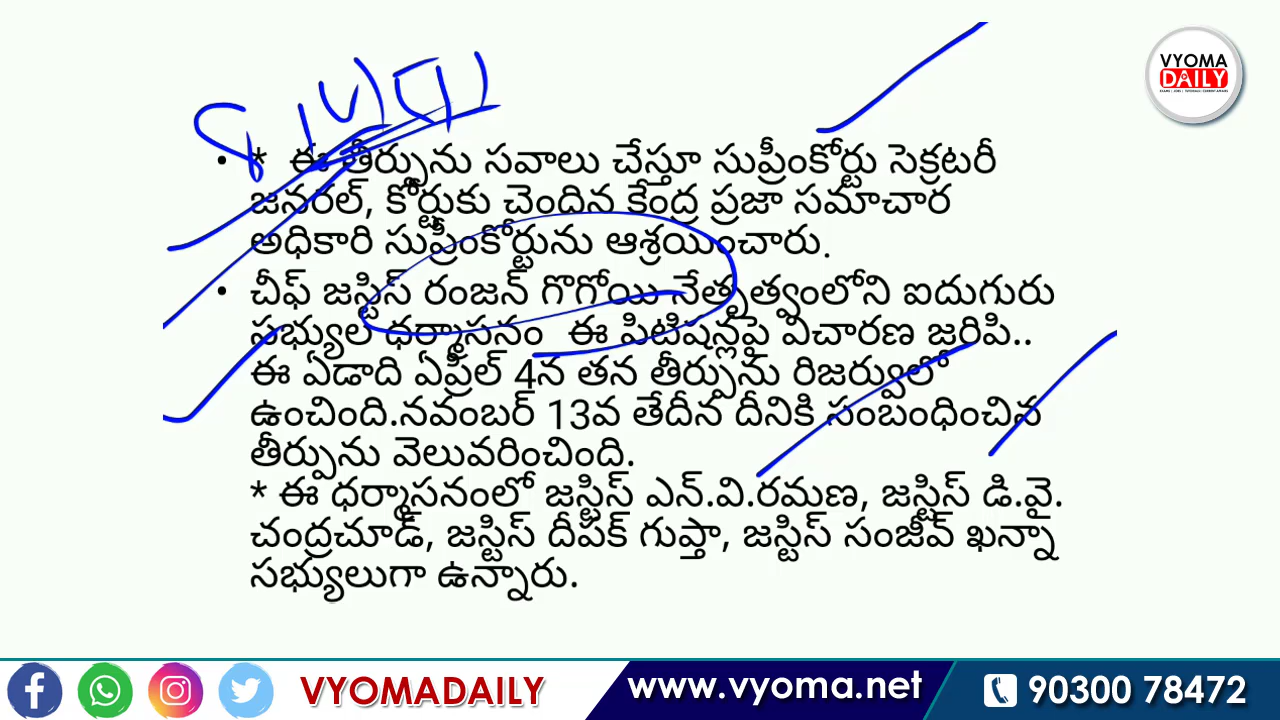 VYOMA
DAILY
* ఈ తీర్పును సవాలు చేస్తూ సుప్రీంకోర్టు సెక్రటరీ
జనరల్, కోర్టుకు చెందిన కేంద్ర ప్రజా సమాచార
అధికారి సుప్రీంకోర్టును ఆశ్రయించారు.
• చీఫ్ జస్టిస్ రంజన్ గొగోయి నేతృత్వంలోని ఐదుగురు
సభ్యుల ధర్మాసనం ఈ పిటిషన్లపై విచారణ జరిపి..
ఈ ఏడాది ఏప్రిల్ 4న తన తీర్పును రిజర్వులో
ఉంచింది.నవంబర్ 13వ తేదీన దీనికి సంబంధించిన
తీర్పును వెలువరించింది.
* ఈ ధర్మాసనంలో జస్టిస్ ఎన్.వి.రమణ, జస్టిస్ డి.వై.
చంద్రచూడ్, జస్టిస్ దీపక్ గుప్తా, జస్టిస్ సంజీవ్ ఖన్నా
సభ్యులుగా ఉన్నారు.
VYOMADAILY
www.vyoma.net
90300 78472